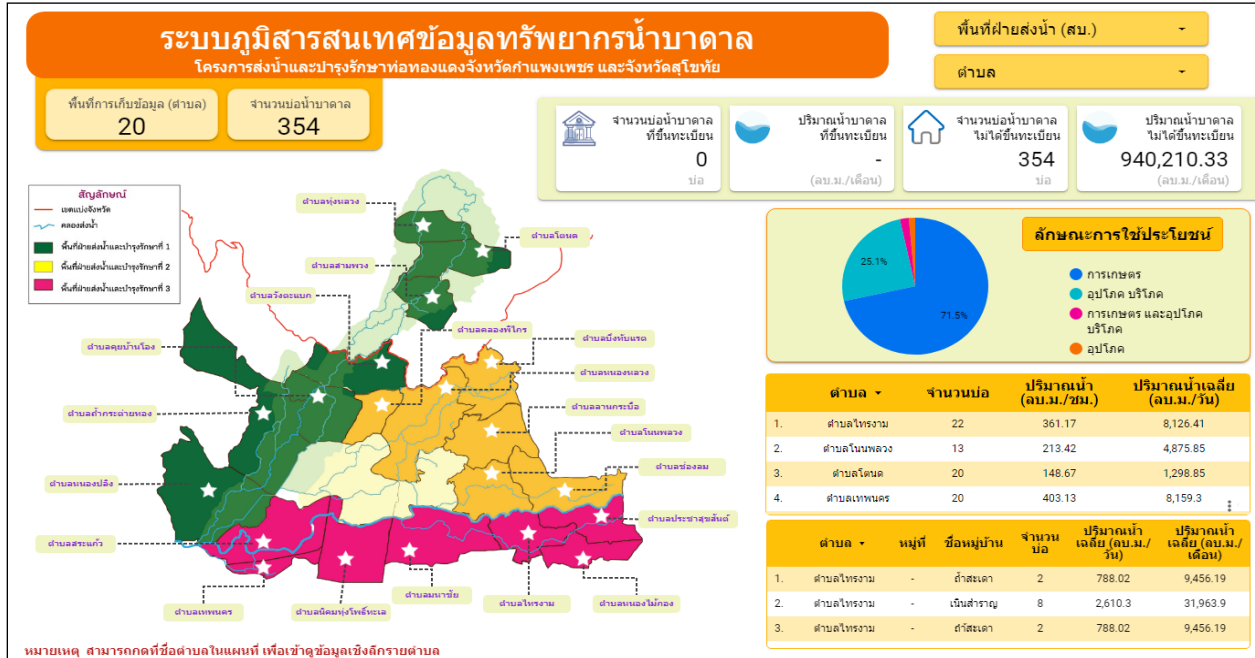 ระบบภูมิสารสนเทศข้อมูลทรัพยากรน้ำบาดาล
โครงการส่งน้ำและบำรุงรักษาท่อทองแดงจังหวัดกำแพงเพชร และจังหวัดสุโขทัย
พื้นที่ฝ่ายส่งน้ำ (สบ.)
ตำบล
พื้นที่การเก็บข้อมูล (ตำบล)
20
จำนวนบ่อน้ำบาดาล
354
จำนวนบ่อน้ำบาดาล
ที่ขึ้นทะเบียน
0
บ่อ
ปริมาณน้ำบาดาล
ที่ขึ้นทะเบียน
-
(ลบ.ม./เดือน)
จำนวนบ่อน้ำบาดาล
ไม่ได้ขึ้นทะเบียน
354
บ่อ
ปริมาณน้ำบาดาล
ไม่ได้ขึ้นทะเบียน
940,210.33
(ลบ.ม./เดือน)
สัญลักษณ์
เขตแบ่งจังหวัด
คลองส่งน้ำ
พื้นที่ฝ่ายส่งน้ำและบำรุงรักษาที่ 1
พื้นที่ฝ่ายส่งน้ำและบำรุงรักษาที่ 2
พื้นที่ฝ่ายส่งน้ำและบำรุงรักษาที่ 3
ตำบลทุ่งหลวง
ตำบลโตนด
ตำบลสามพวง
ตำบลวังตะแบก
ตำบลคลองพิไกร
ตำบลบึงทับแรต
ตำบลคุยบ้านโอง
ตำบลหนองหลวง
ตำบลถ้ำกระต่ายทอง
ตำบลลานกระบือ
ตำบลโนนพลวง
ตำบลช่องลม
ตำบลหนองปลิง
ตำบลประชาสุขสันต์
ตำบลสระแก้ว
ตำบลมหาชัย
ตำบลเทพนคร
ตำบลนิคมทุ่งโพธิ์ทะเล
ตำบลไทรงาม
ตำบลหนองไม้กอง
ลักษณะการใช้ประโยชน์
25.1%
71.5%
การเกษตร
อุปโภค บริโภค
การเกษตร และอุปโภค
บริโภค
อุปโภค
ตำบล จำนวนบ่อ ปริมาณน้ำ (ลบ.ม./ชม.) ปริมาณน้ำเฉลี่ย (ลบ.ม./วัน)
1. ตำบลไทรงาม 22 361.17 8,126.41
2. ตำบลโนนพลวง 13 213.42 4,875.85
3. ตำบลโตนด 20 148.67 1,298.85
4. ตำบลเทพนคร 20 403.13 8,159.3
ตำบล หมู่ที่ ชื่อหมู่บ้าน จำนวนบ่อ ปริมาณน้ำเฉลี่ย (ลบ.ม./วัน) ปริมาณน้ำเฉลี่ย (ลบ.ม./เดือน)
1. ตำบลไทรงาม - ถ้ำสะเดา 2 788.02 9,456.19
2. ตำบลไทรงาม - เนินสำราญ 8 2,610.3 31,963.9
3. ตำบลไทรงาม - ถ้าสะเดา 2 788.02 9,456.19
หมายเหตุ สามารถกดที่ชื่อตำบลในแผนที่ เพื่อเข้าดูข้อมูลเชิงลึกรายตำบล